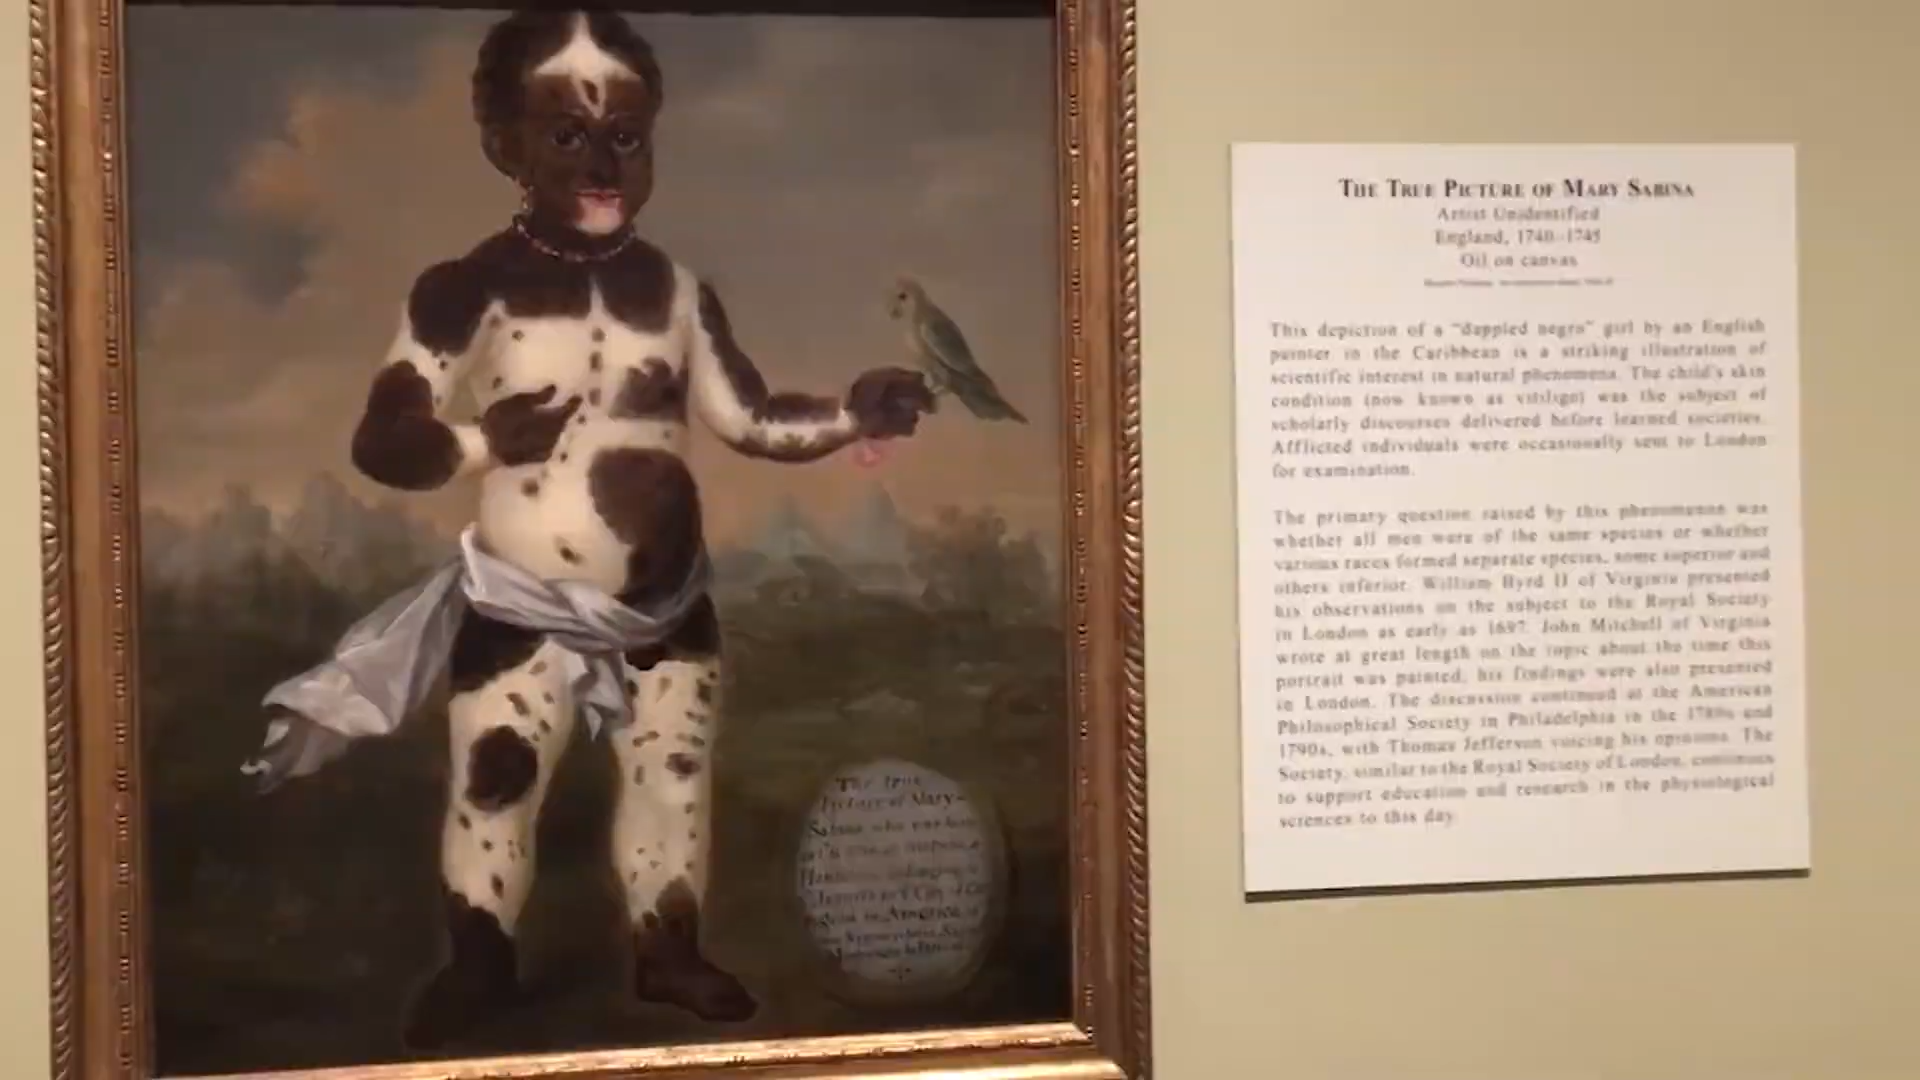 The true
Picture of Mary-
Sabina who was born
THE TRUE PICTURE OF MARY SABINA
Artist Unidentified
England, 1740-1745
Oil on canvas
This depiction of a "dappled negro" girl by an English
painter in the Caribbean is a striking illustration of
scientific interest in natural phenomena. The child's skin
condition (now known as vitiligo) was the subject of
scholarly discourses delivered before learned societies.
Afflicted individuals were occasionally sent to London
for examination.
The primary question raised by this phenomenon was
whether all men were of the same species or whether
various races formed separate species, some superior and
others inferior. William Byrd II of Virginia presented
his observations on the subject to the Royal Society
in London as early as 1697. John Mitchell of Virginia
wrote at great length on the topic about the time this
portrait was painted; his findings were also presented
in London. The discussion continued at the American
Philosophical Society in Philadelphia in the 1780s and
1790s, with Thomas Jefferson voicing his opinions. The
Society, similar to the Royal Society of London, continues
to support education and research in the physiological
sciences to this day.